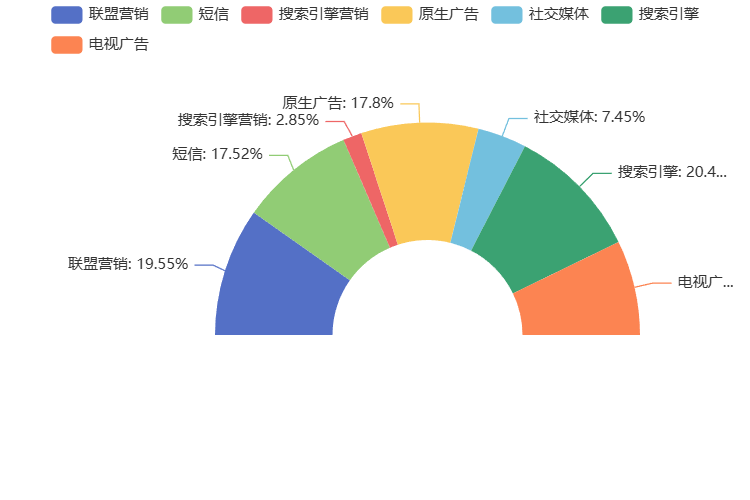 联盟营销 短信 搜索引擎营销 原生广告 社交媒体 搜索引擎
电视广告
原生广告: 17.8%
搜索引擎营销: 2.85%
社交媒体: 7.45%
短信: 17.52%
搜索引擎: 20.4...
联盟营销: 19.55%
电视广...